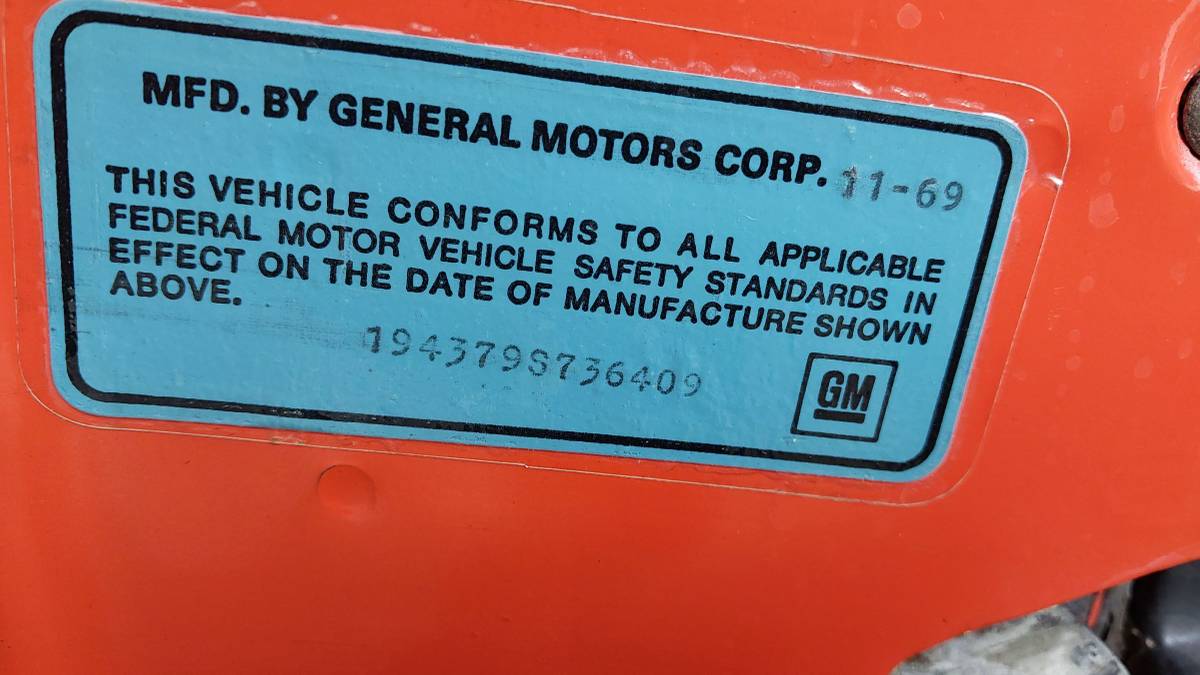 MFD. BY GENERAL MOTORS CORP. 11-69
THIS VEHICLE CONFORMS TO ALL APPLICABLE
FEDERAL MOTOR VEHICLE SAFETY STANDARDS IN
EFFECT ON THE DATE OF MANUFACTURE SHOWN
ABOVE.
194379S736409
GM